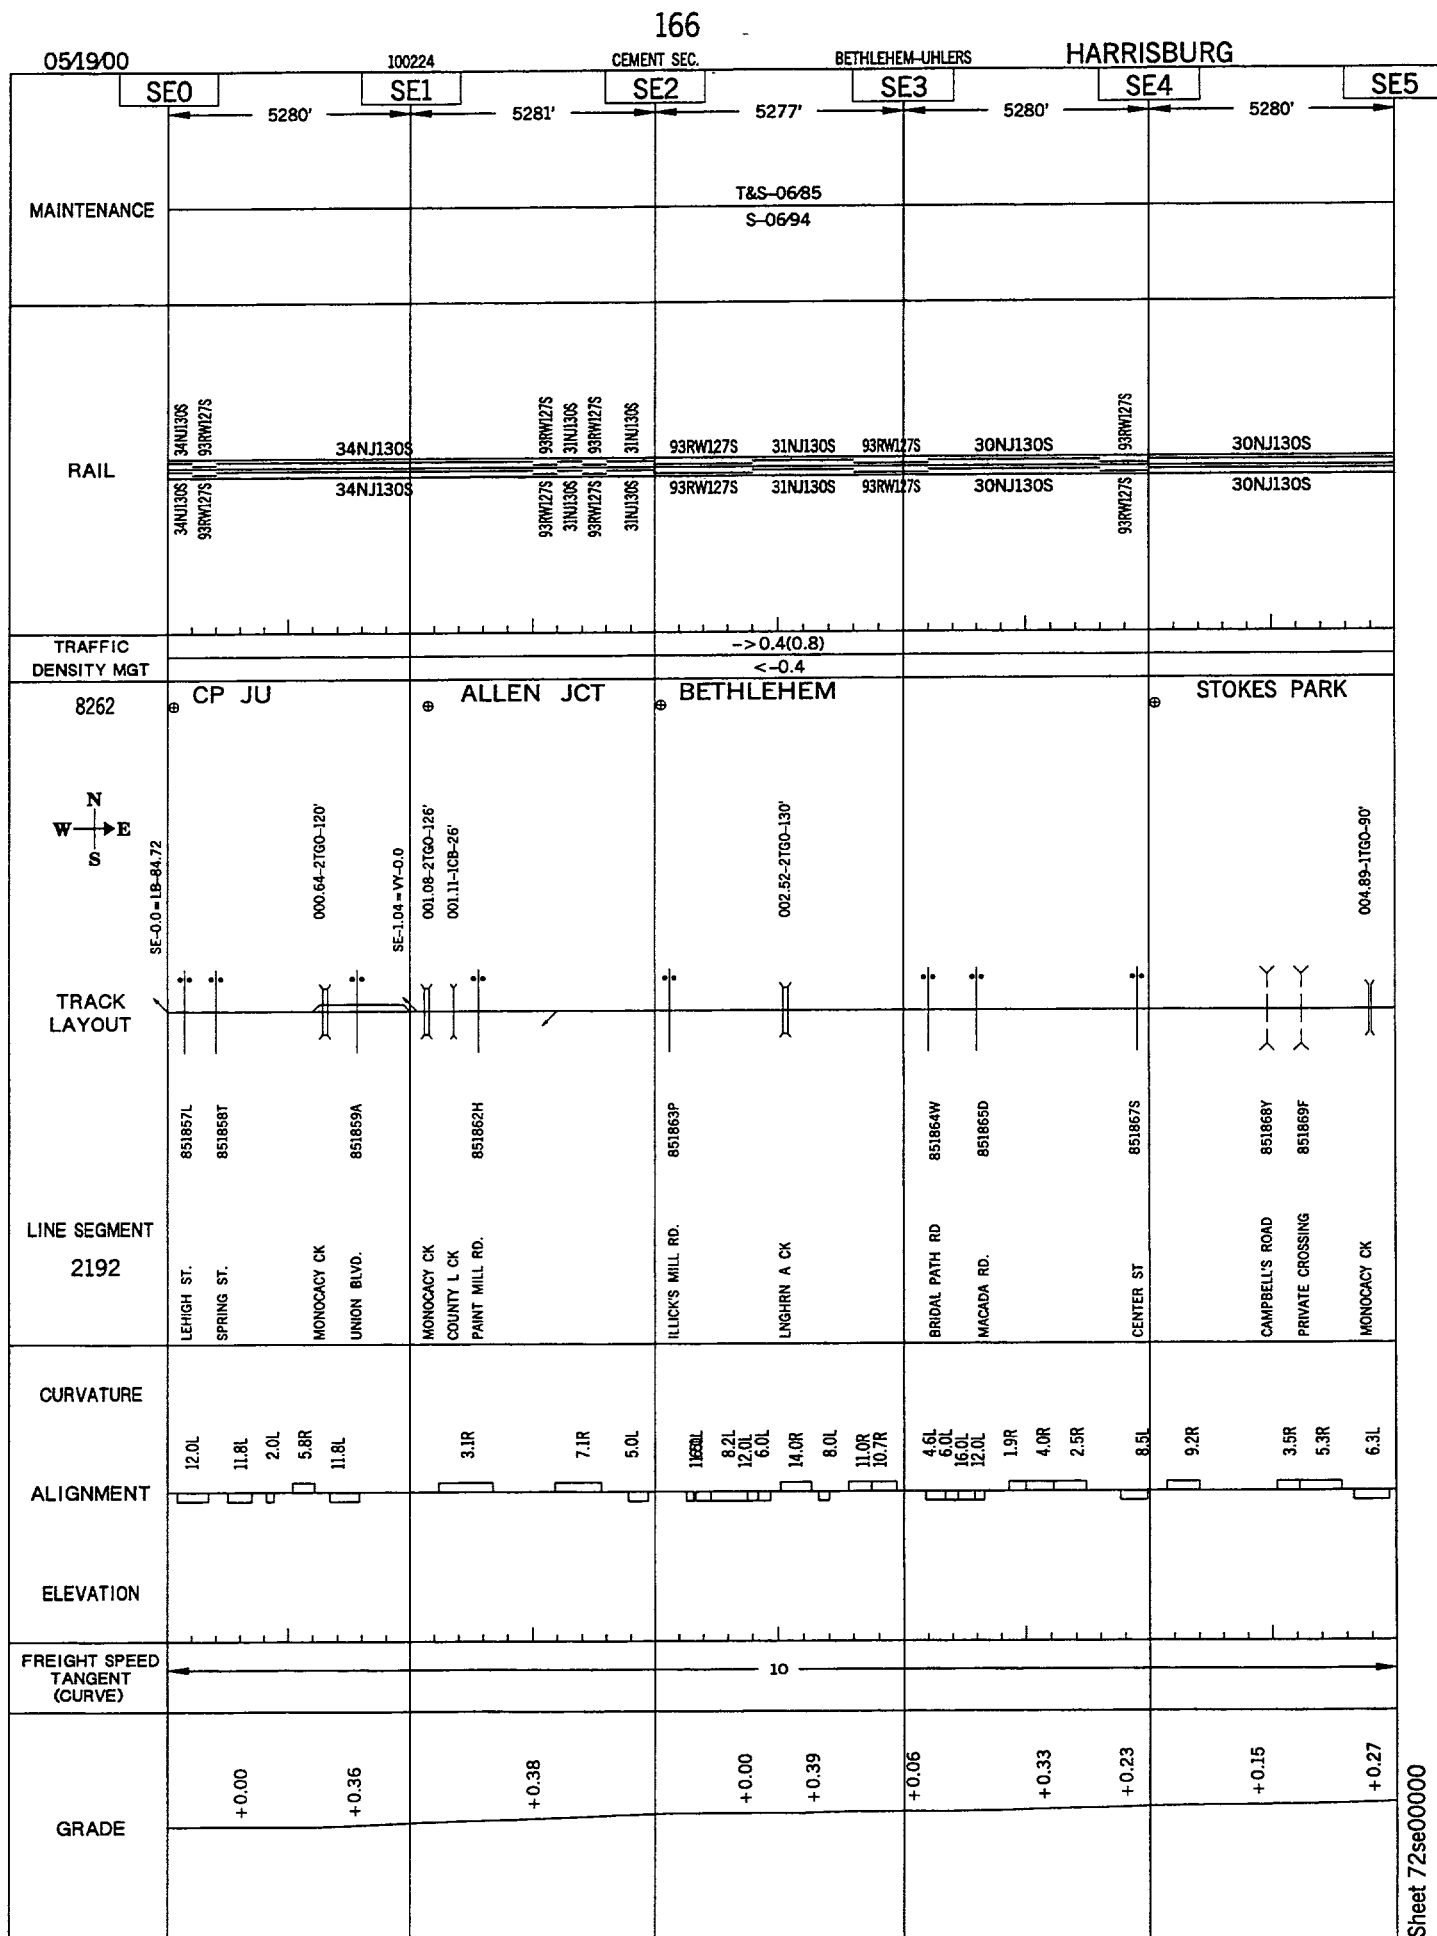 166
05/19/00
100224
CEMENT SEC.
BETHLEHEM-UHLERS
HARRISBURG
SE0 SE1 SE2 SE3 SE4 SE5
5280' 5281' 5277' 5280' 5280'
MAINTENANCE
T&S-06/85
S-06/94
RAIL
34NJ130S 93RW127S 34NJ130S 93RW127S 31NJ130S 93RW127S 31NJ130S 93RW127S 31NJ130S 93RW127S 30NJ130S 93RW127S 30NJ130S
34NJ130S 93RW127S 34NJ130S 93RW127S 31NJ130S 93RW127S 31NJ130S 93RW127S 31NJ130S 93RW127S 30NJ130S 93RW127S 30NJ130S
TRAFFIC
DENSITY MGT
->0.4(0.8)
<-0.4
8262
CP JU
ALLEN JCT
BETHLEHEM
STOKES PARK
N
W E
S
SE-0.0=LB-84.72
000.64-2TGO-120'
SE-1.04=VY-0.0
001.08-2TGO-126'
001.11-1CB-26'
002.52-2TGO-130'
004.89-1TGO-90'
TRACK
LAYOUT
851857L
851858T
851859A
851862H
851863P
851864W
851865D
851867S
851868Y
851869F
LINE SEGMENT
2192
LEHIGH ST.
SPRING ST.
MONOCACY CK
UNION BLVD.
MONOCACY CK
COUNTY L CK
PAINT MILL RD.
ILLICK'S MILL RD.
LNGHRN A CK
BRIDAL PATH RD
MACADA RD.
CENTER ST
CAMPBELL'S ROAD
PRIVATE CROSSING
MONOCACY CK
CURVATURE
12.0L 11.8L 2.0L 5.8R 11.8L 3.1R 7.1R 5.0L 8.2L 12.0L 6.0L 14.0R 8.0L 11.0R 10.7R 4.6L 6.0L 16.0L 12.0L 1.9R 4.0R 2.5R 8.5L 9.2R 3.5R 5.3R 6.3L
ALIGNMENT
ELEVATION
FREIGHT SPEED
TANGENT
(CURVE)
10
GRADE
+0.00 +0.36 +0.38 +0.00 +0.39 +0.06 +0.33 +0.23 +0.15 +0.27
Sheet 72se00000